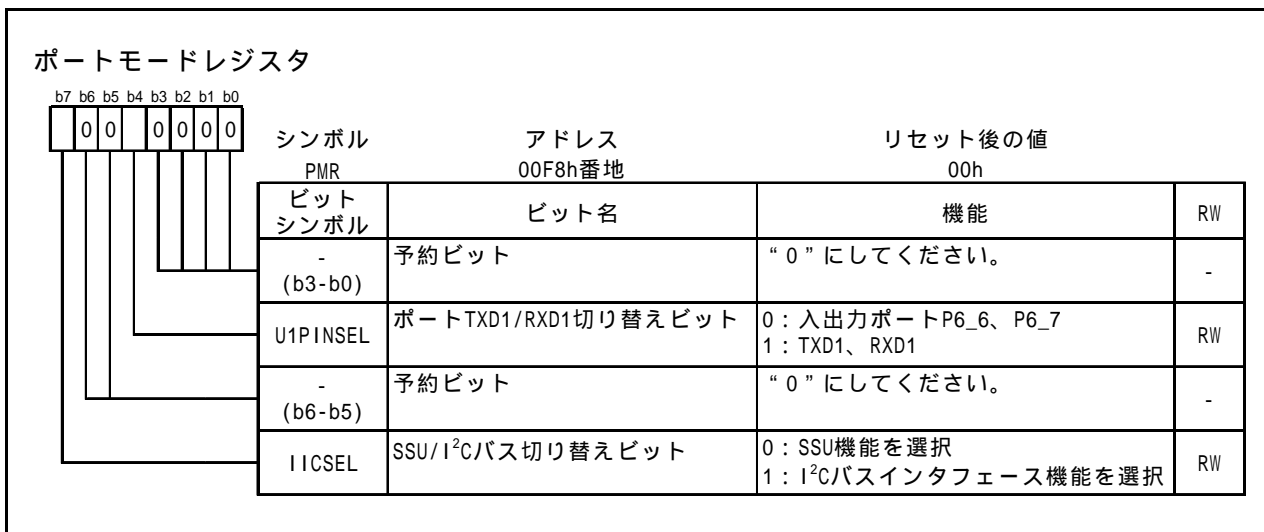 ポートモードレジスタ
b7 b6 b5 b4 b3 b2 b1 b0
0 0 0 0 0 0
シンボル アドレス リセット後の値
PMR 00F8h番地 00h
ビット
シンボル ビット名 機能 RW
-
(b3-b0) 予約ビット “0”にしてください。 -
U1PINSEL ポートTXD1/RXD1切り替えビット 0:入出力ポートP6_6、P6_7
1:TXD1、RXD1 RW
-
(b6-b5) 予約ビット “0”にしてください。 -
IICSEL SSU/I²Cバス切り替えビット 0:SSU機能を選択
1:I²Cバスインタフェース機能を選択 RW